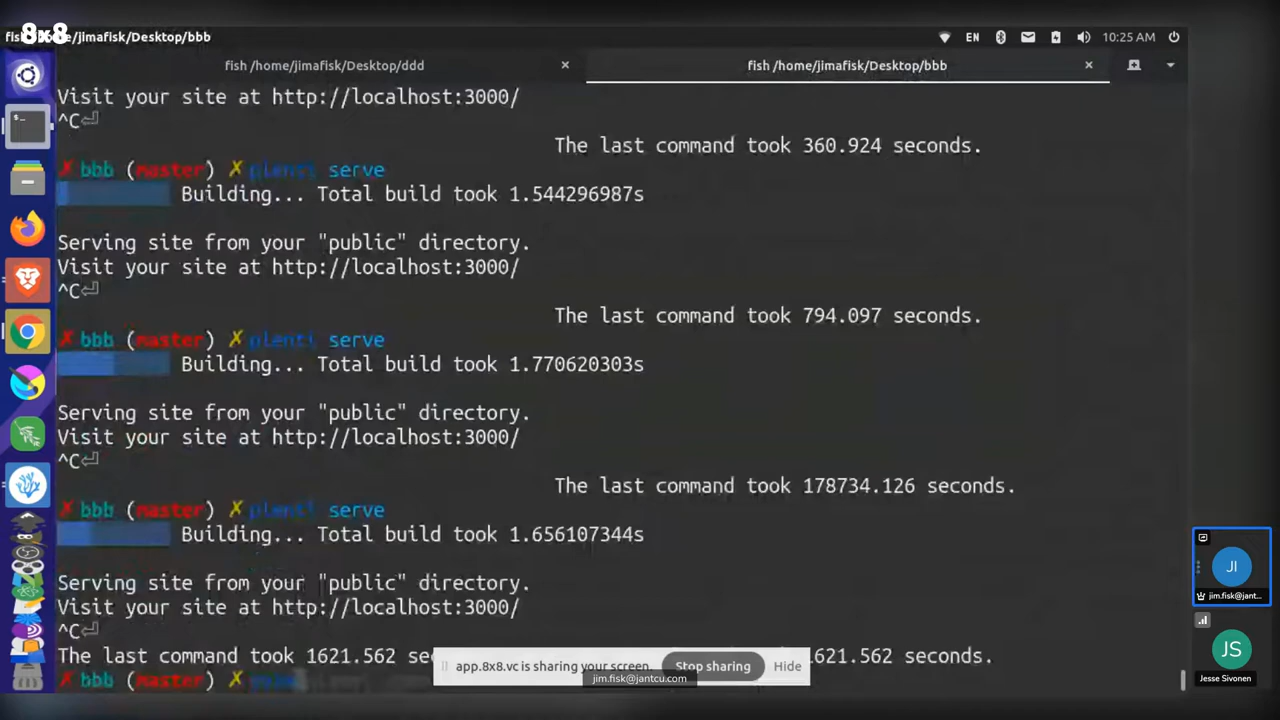 fis /jimafisk/Desktop/bbb
8x8
EN
10:25 AM
fish /home/jimafisk/Desktop/ddd
fish /home/jimafisk/Desktop/bbb
Visit your site at http://localhost:3000/
^C⏎
The last command took 360.924 seconds.
✗ bbb (master) ✗ plenti serve
Building... Total build took 1.544296987s
Serving site from your "public" directory.
Visit your site at http://localhost:3000/
^C⏎
The last command took 794.097 seconds.
✗ bbb (master) ✗ plenti serve
Building... Total build took 1.770620303s
Serving site from your "public" directory.
Visit your site at http://localhost:3000/
^C⏎
The last command took 178734.126 seconds.
✗ bbb (master) ✗ plenti serve
Building... Total build took 1.656107344s
Serving site from your "public" directory.
Visit your site at http://localhost:3000/
^C⏎
The last command took 1621.562 sec 1621.562 seconds.
✗ bbb (master) ✗
app.8x8.vc is sharing your screen. Stop sharing Hide
jim.fisk@jantcu.com
JI
jim.fisk@jant...
JS
Jesse Sivonen